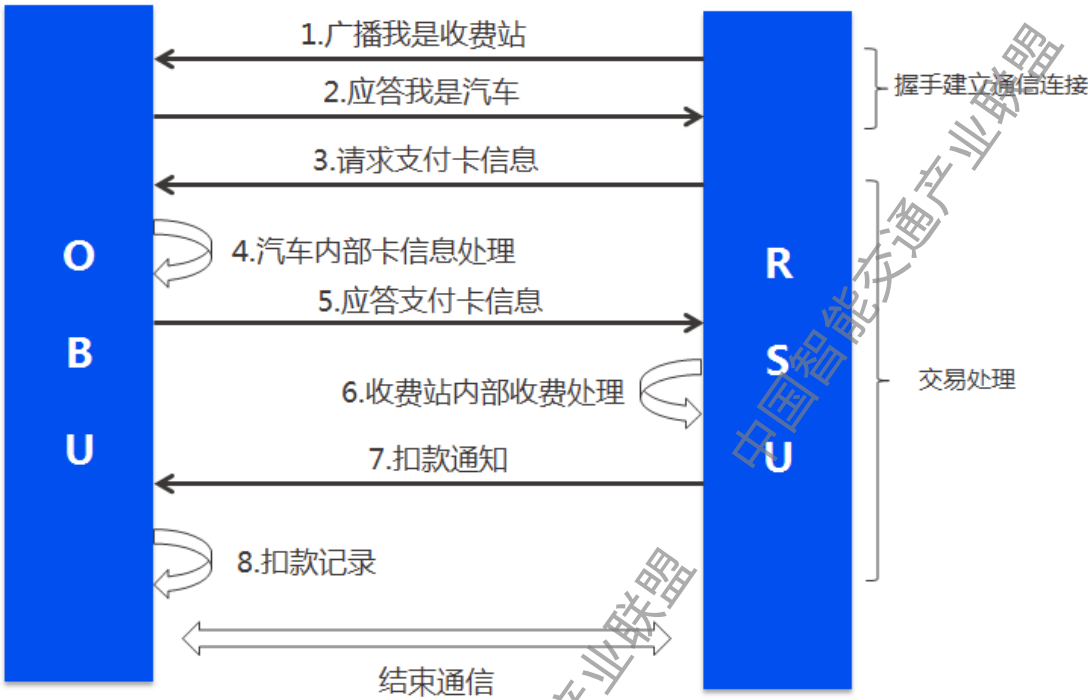 1.广播我是收费站
2.应答我是汽车
握手建立通信连接
3.请求支付卡信息
4.汽车内部卡信息处理
5.应答支付卡信息
6.收费站内部收费处理
交易处理
7.扣款通知
8.扣款记录
结束通信
O
B
U
R
S
U
中国智能交通产业联盟
产业联盟